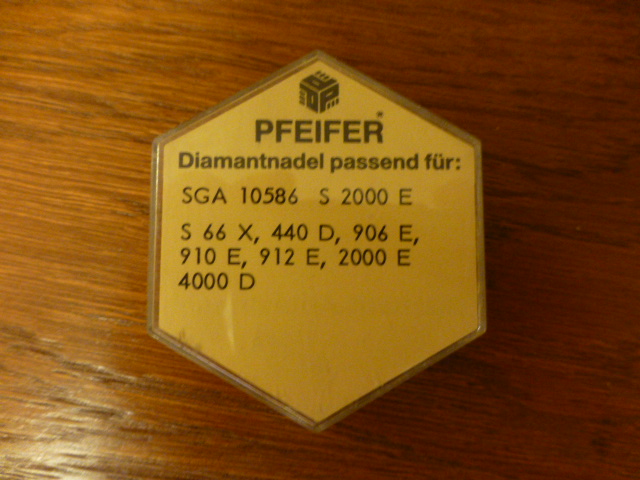 PFEIFER*
Diamantnadel passend für:
SGA 10586 S 2000 E
S 66 X, 440 D, 906 E,
910 E, 912 E, 2000 E
4000 D